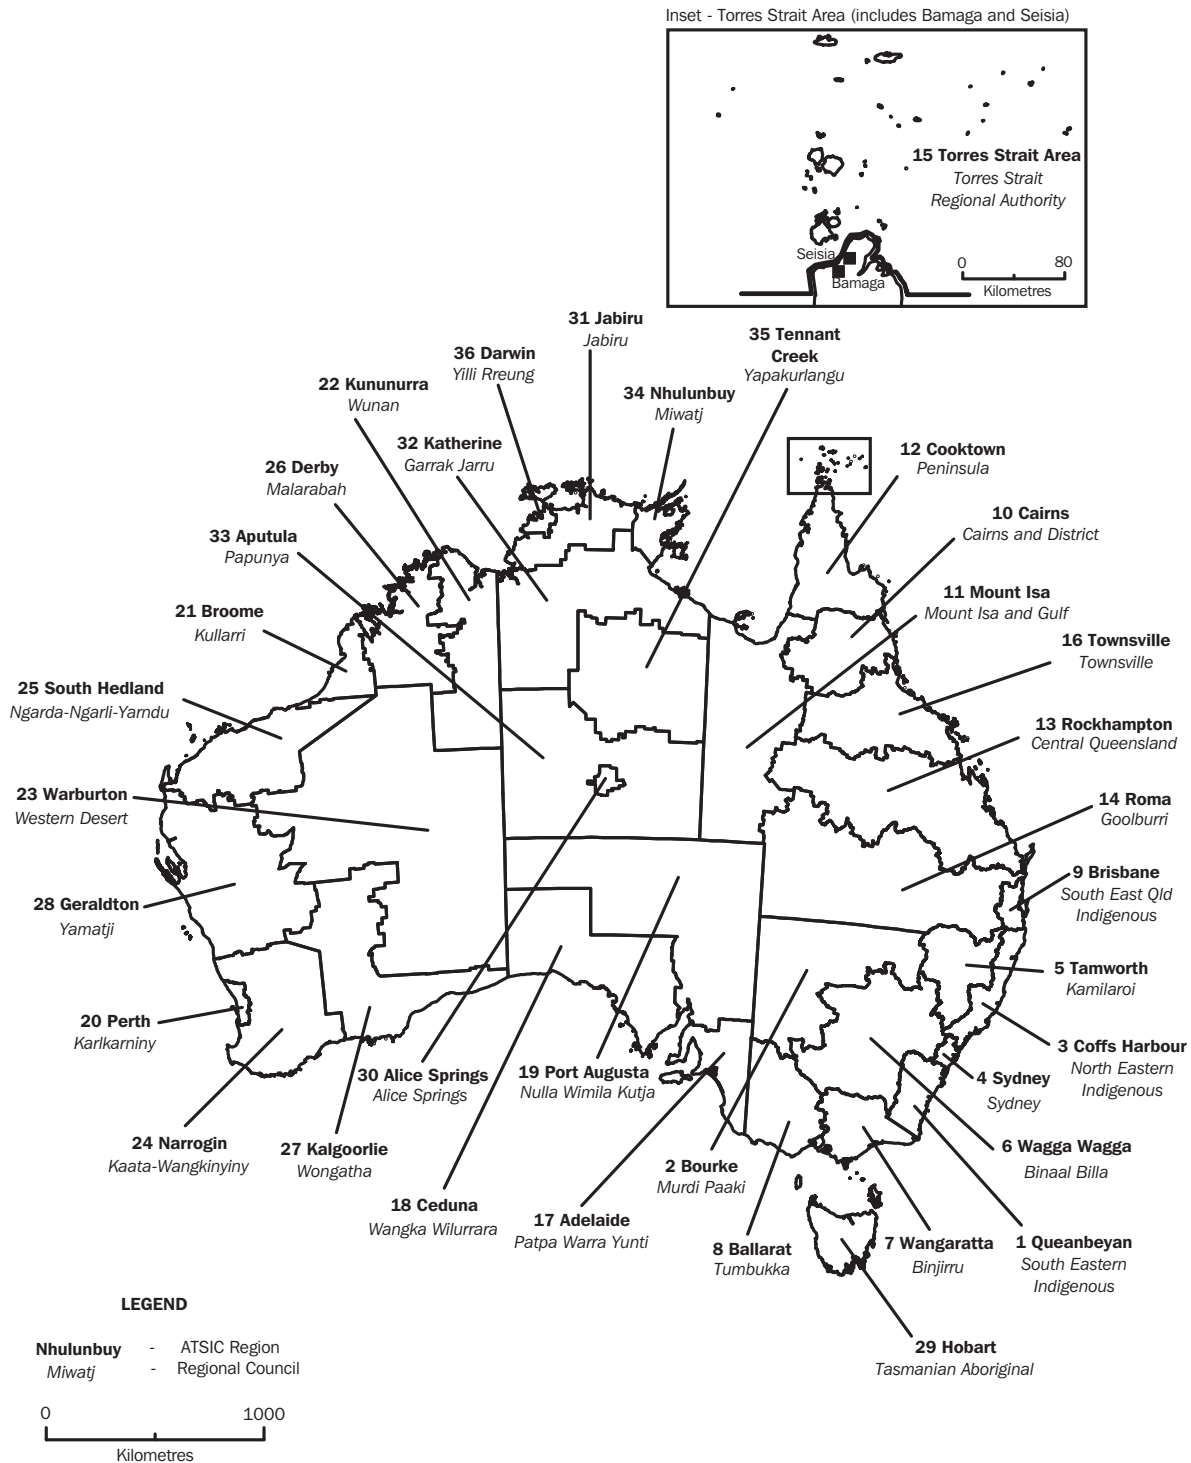 Inset - Torres Strait Area (includes Bamaga and Seisia)
15 Torres Strait Area
Torres Strait
Regional Authority
Seisia
Bamaga
0 80
Kilometres
31 Jabiru
Jabiru
35 Tennant
Creek
Yapakurlangu
36 Darwin
Yilli Rreung
22 Kununurra
Wunan
34 Nhulunbuy
Miwatj
32 Katherine
Garrak Jarru
12 Cooktown
Peninsula
26 Derby
Malarabah
10 Cairns
Cairns and District
33 Aputula
Papunya
11 Mount Isa
Mount Isa and Gulf
21 Broome
Kullarri
16 Townsville
Townsville
25 South Hedland
Ngarda-Ngarli-Yarndu
13 Rockhampton
Central Queensland
23 Warburton
Western Desert
14 Roma
Goolburri
9 Brisbane
South East Qld
Indigenous
28 Geraldton
Yamatji
5 Tamworth
Kamilaroi
20 Perth
Karlkarniny
3 Coffs Harbour
North Eastern
Indigenous
30 Alice Springs
Alice Springs
19 Port Augusta
Nulla Wimila Kutja
4 Sydney
Sydney
24 Narrogin
Kaata-Wangkinyiny
27 Kalgoorlie
Wongatha
6 Wagga Wagga
Binaal Billa
2 Bourke
Murdi Paaki
18 Ceduna
Wangka Wilurrara
17 Adelaide
Patpa Warra Yunti
8 Ballarat
Tumbukka
7 Wangaratta
Binjirru
1 Queanbeyan
South Eastern
Indigenous
29 Hobart
Tasmanian Aboriginal
LEGEND
Nhulunbuy - ATSIC Region
Miwatj - Regional Council
0 1000
Kilometres